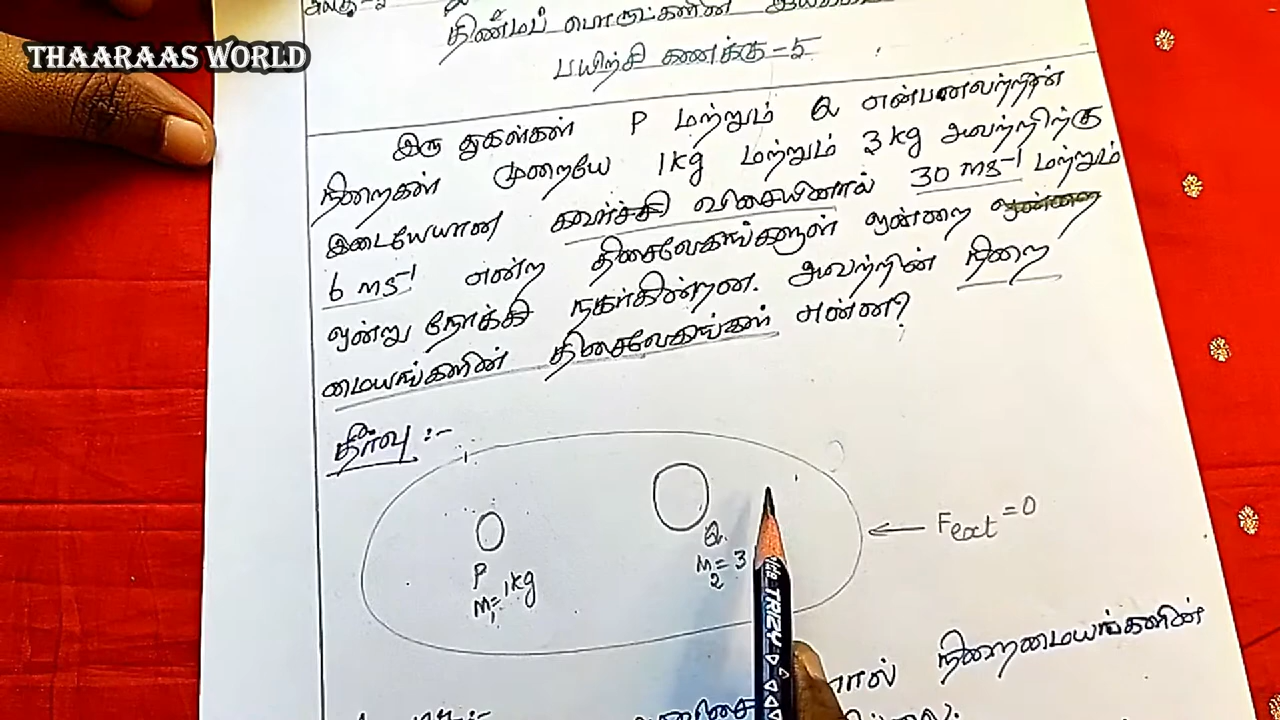 THAARAAS WORLD
திண்மப் பொருட்களின்
பயிற்சி கணக்கு - 5
இரு துகள்கள் P மற்றும் Q என்பனவற்றின்
நிறைகள் முறையே 1kg மற்றும் 3 kg அவற்றிற்கு
இடையேயான கவர்ச்சி விசையினால் 30 ms⁻¹ மற்றும்
6 ms⁻¹ என்ற திசைவேகங்களுள் ஒன்றை
ஒன்று நோக்கி நகர்கின்றன. அவற்றின் நிறை
மையங்களின் திசைவேகங்கள் என்ன?
தீர்வு :-
Fext = 0
P
Q
m₁ = 1kg
m₂ = 3
நிறைமையங்களின்